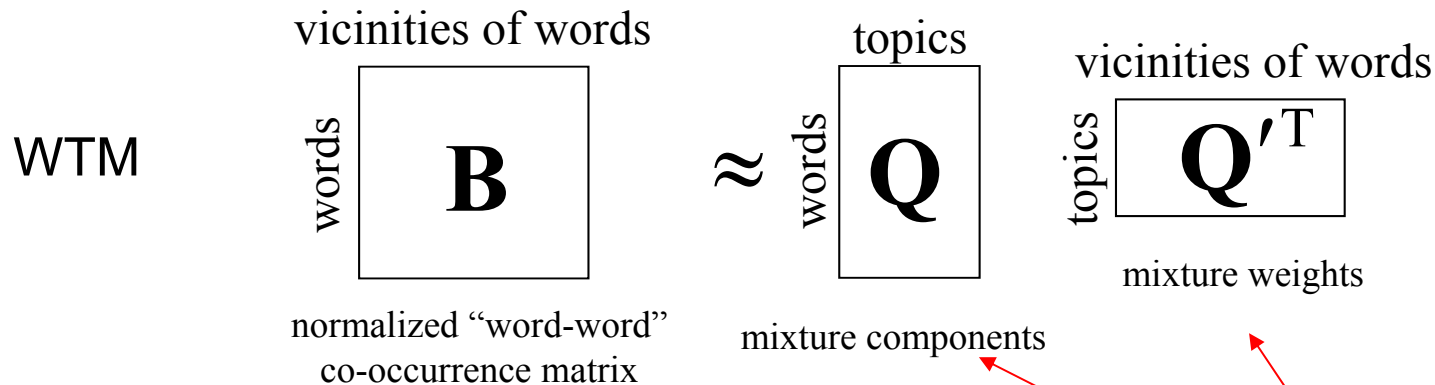 WTM
vicinities of words
words
B
normalized “word-word”
co-occurrence matrix
≈
topics
words
Q
mixture components
vicinities of words
topics
Q′ᵀ
mixture weights